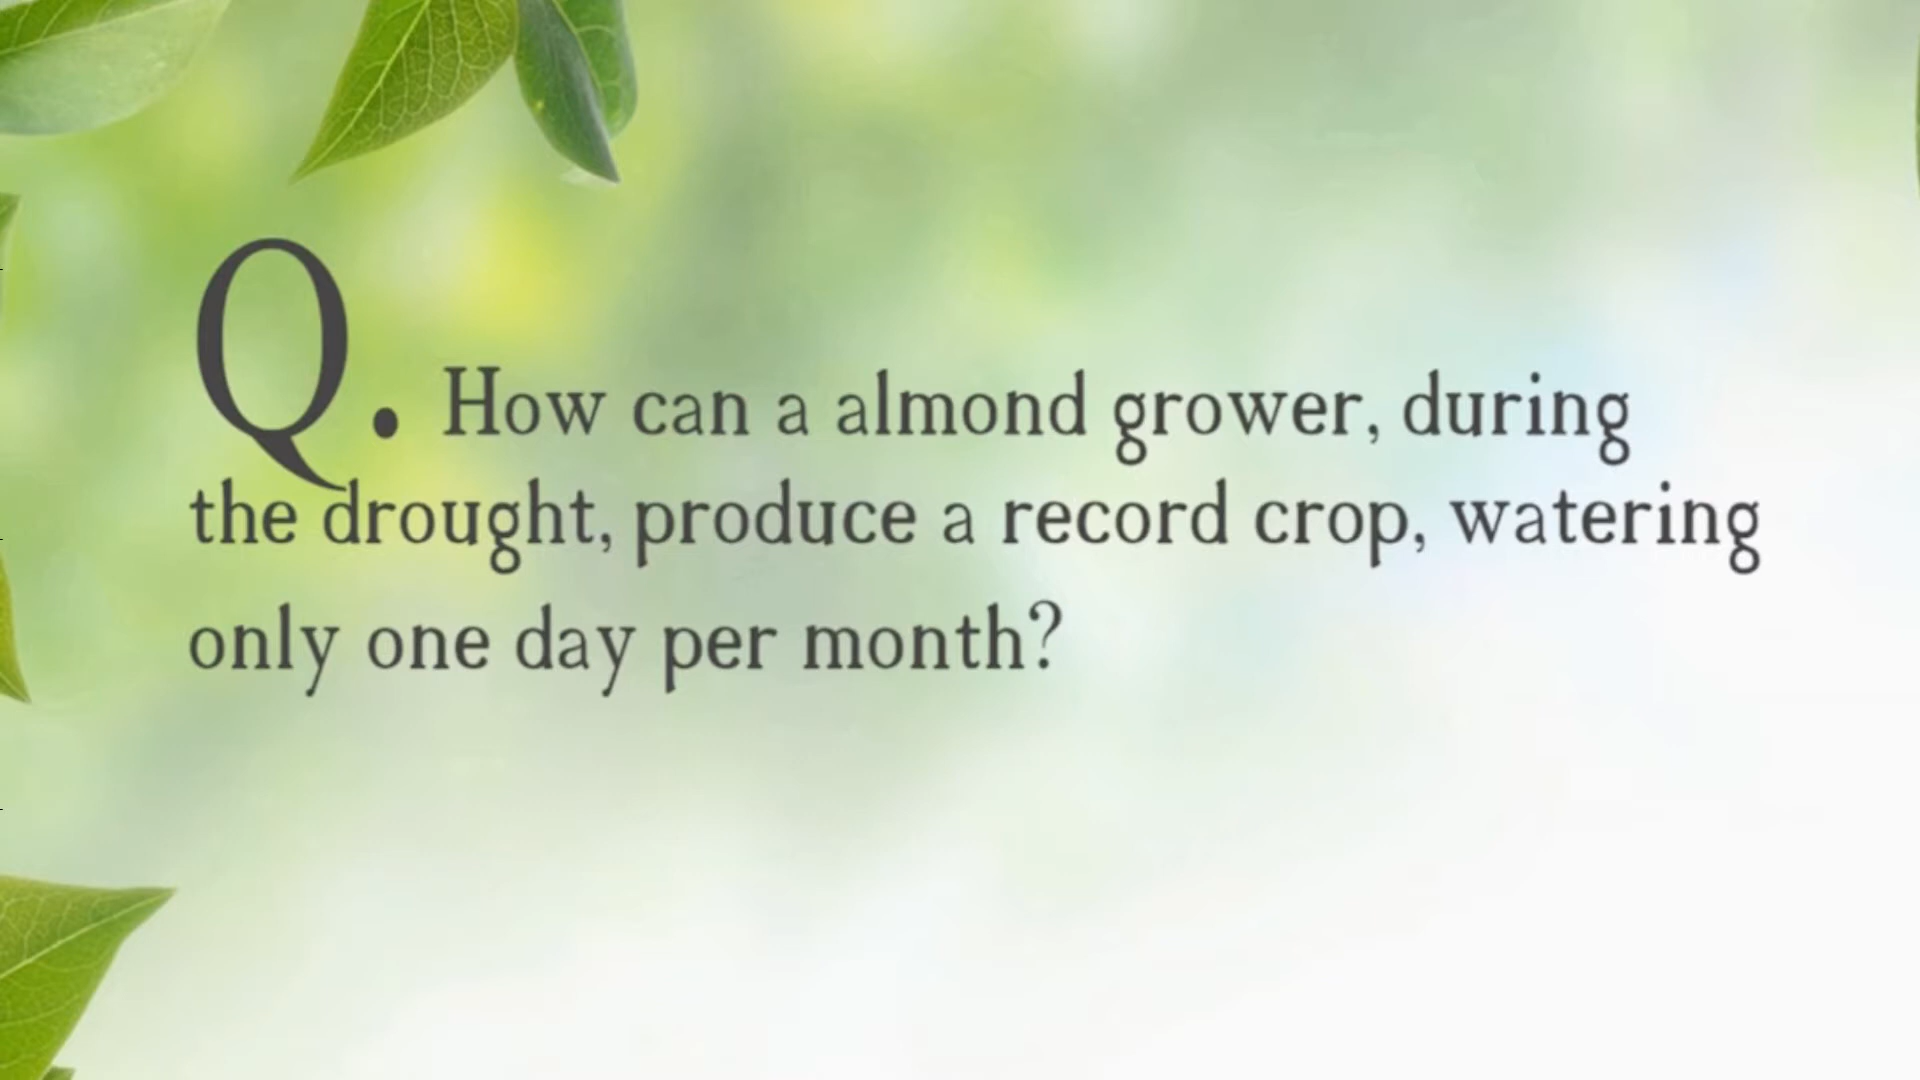 Q. How can a almond grower, during
the drought, produce a record crop, watering
only one day per month?